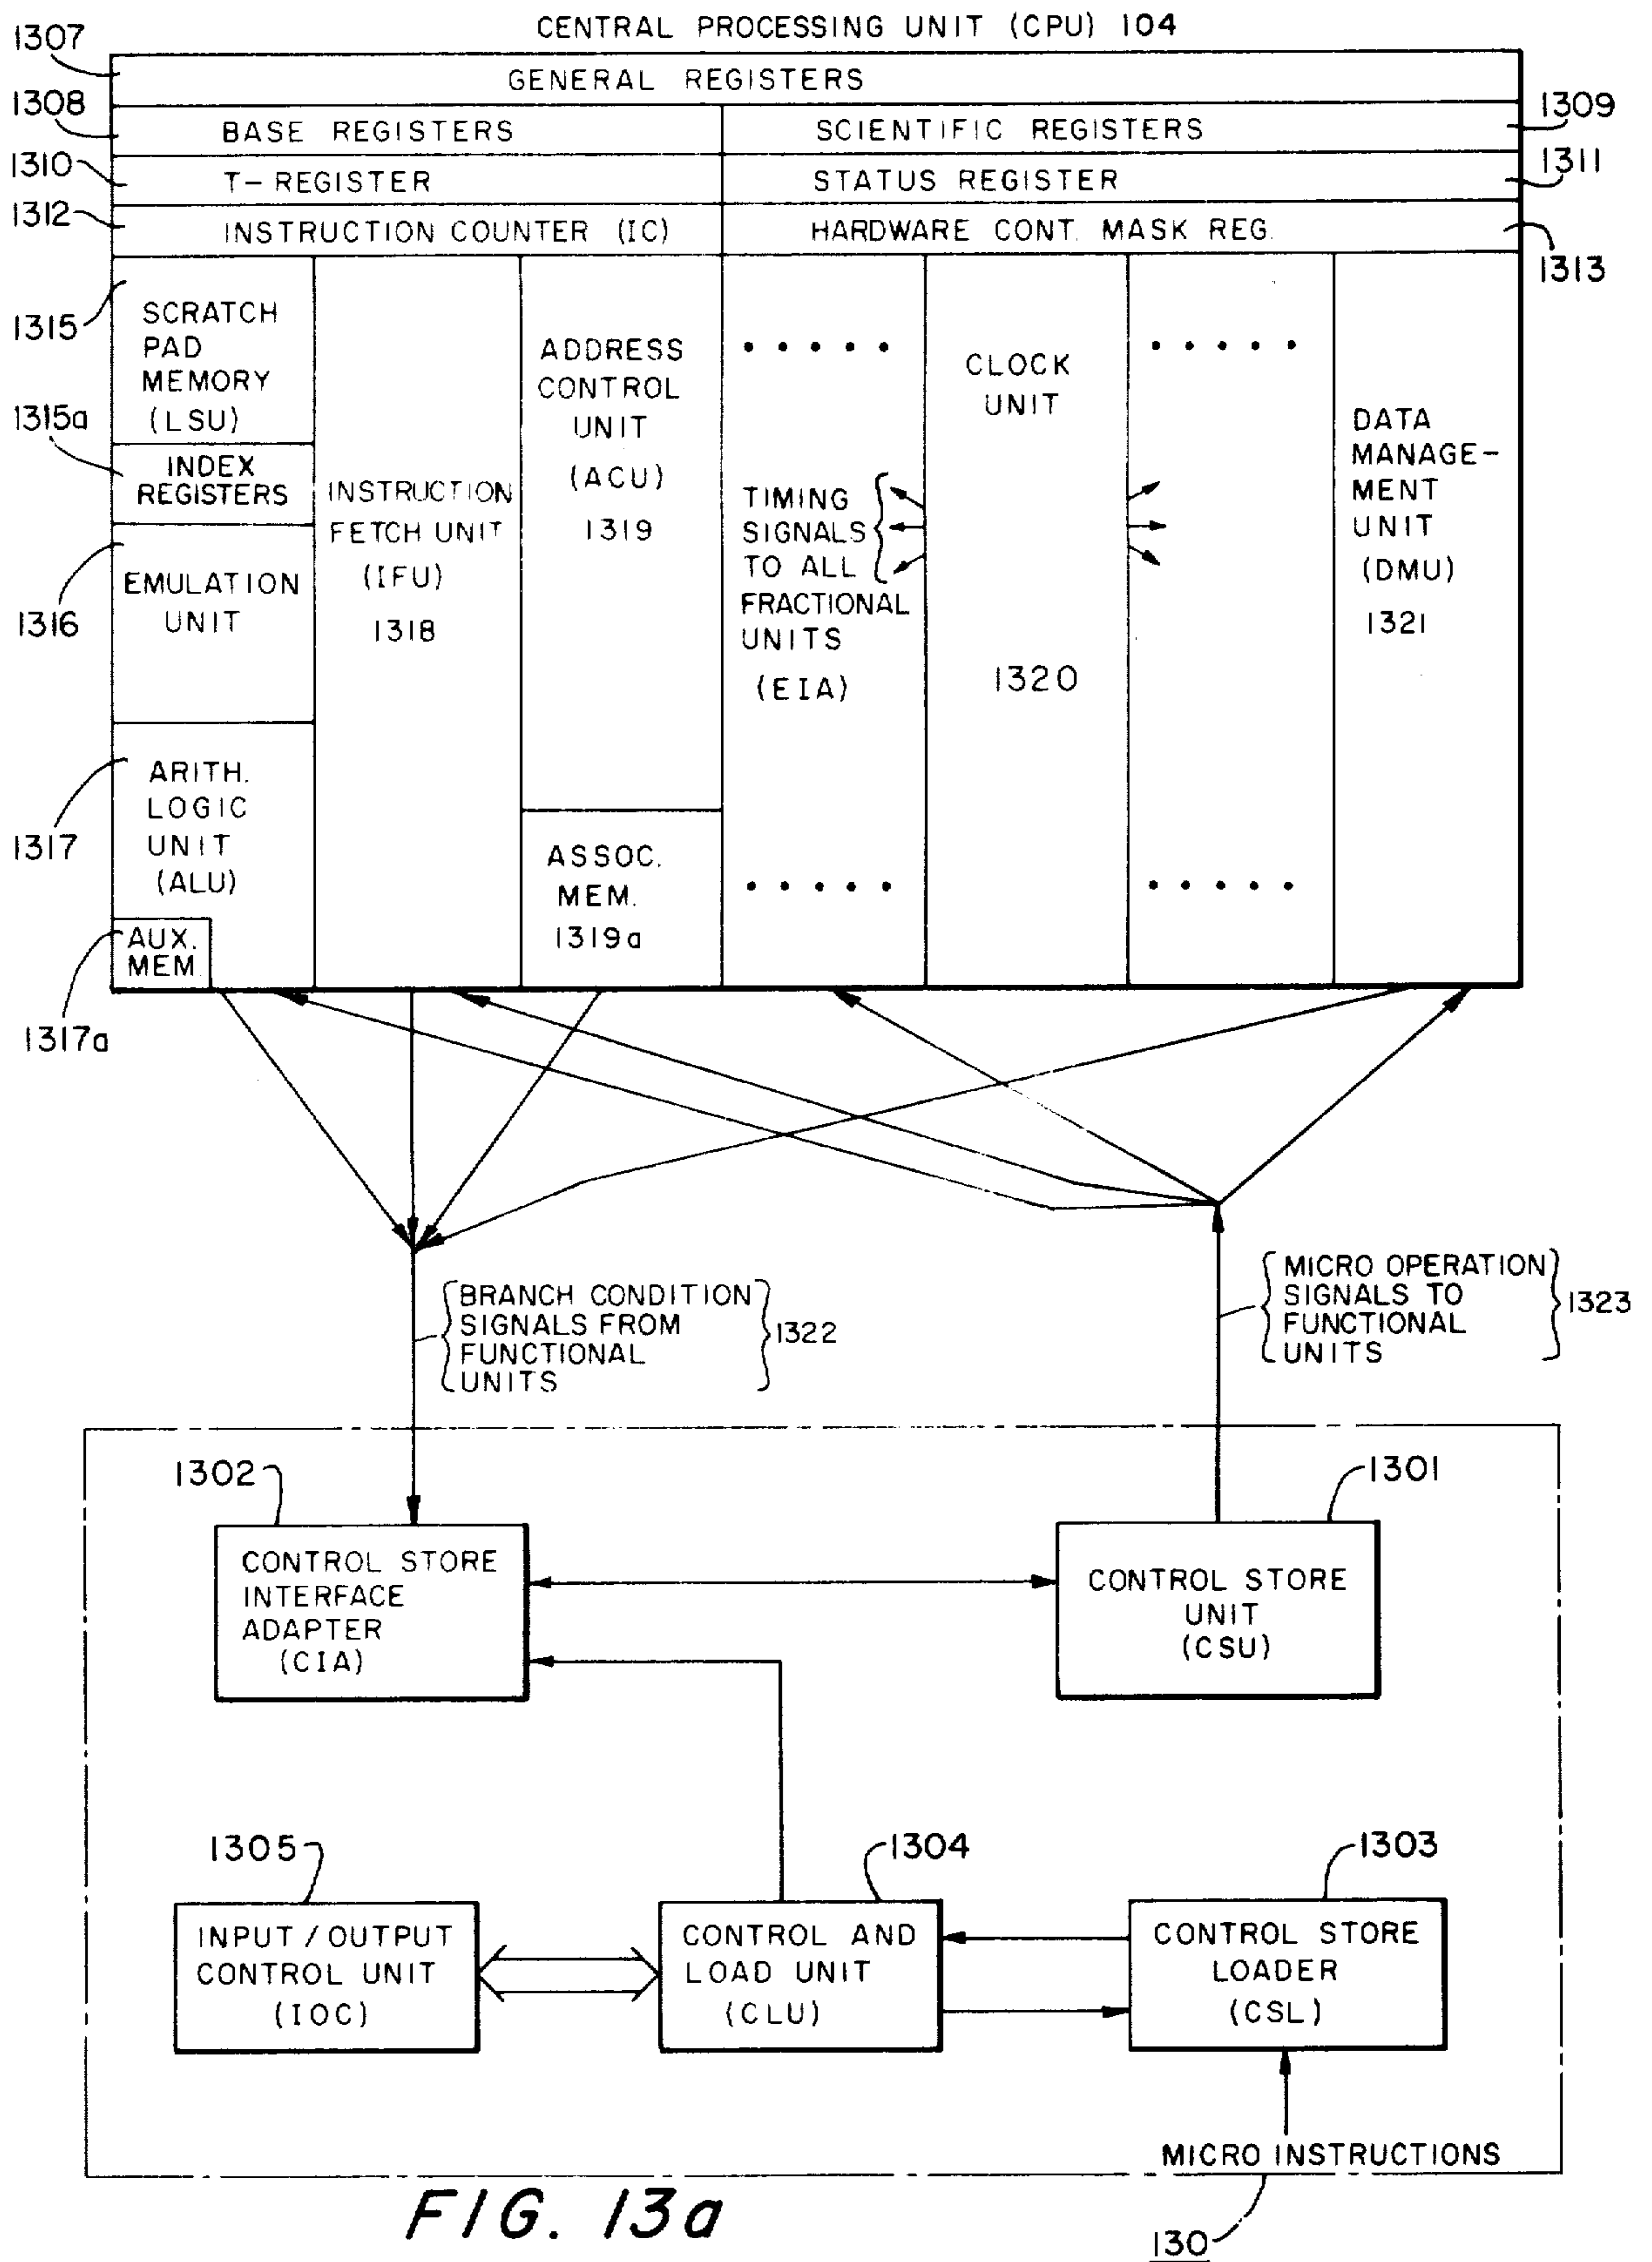 CENTRAL PROCESSING UNIT (CPU) 104
1307
GENERAL REGISTERS
1308
BASE REGISTERS
SCIENTIFIC REGISTERS
1309
1310
T-REGISTER
STATUS REGISTER
1311
1312
INSTRUCTION COUNTER (IC)
HARDWARE CONT. MASK REG.
1313
1315
SCRATCH
PAD
MEMORY
(LSU)
1315a
INDEX
REGISTERS
1316
EMULATION
UNIT
1317
ARITH.
LOGIC
UNIT
(ALU)
AUX.
MEM.
1317a
INSTRUCTION
FETCH UNIT
(IFU)
1318
ADDRESS
CONTROL
UNIT
(ACU)
1319
ASSOC.
MEM.
1319a
TIMING
SIGNALS
TO ALL
FRACTIONAL
UNITS
(EIA)
CLOCK
UNIT
1320
DATA
MANAGE-
MENT
UNIT
(DMU)
1321
BRANCH CONDITION
SIGNALS FROM
FUNCTIONAL
UNITS
1322
MICRO OPERATION
SIGNALS TO
FUNCTIONAL
UNITS
1323
1302
CONTROL STORE
INTERFACE
ADAPTER
(CIA)
1301
CONTROL STORE
UNIT
(CSU)
1305
INPUT/OUTPUT
CONTROL UNIT
(IOC)
1304
CONTROL AND
LOAD UNIT
(CLU)
1303
CONTROL STORE
LOADER
(CSL)
MICRO INSTRUCTIONS
FIG. 13a
130